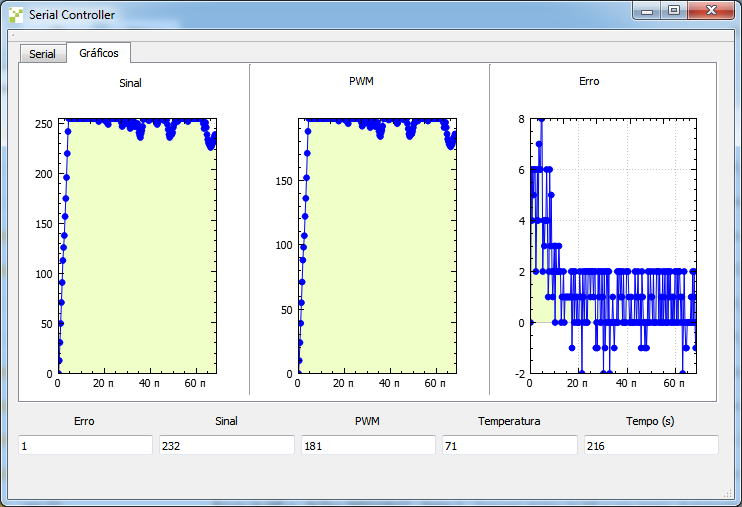 Serial Controller
Serial Gráficos
Sinal PWM Erro
250
200
150
100
50
0
0 20 π 40 π 60 π
150
100
50
0
0 20 π 40 π 60 π
8
6
4
2
0
-2
0 20 π 40 π 60 π
Erro Sinal PWM Temperatura Tempo (s)
1 232 181 71 216